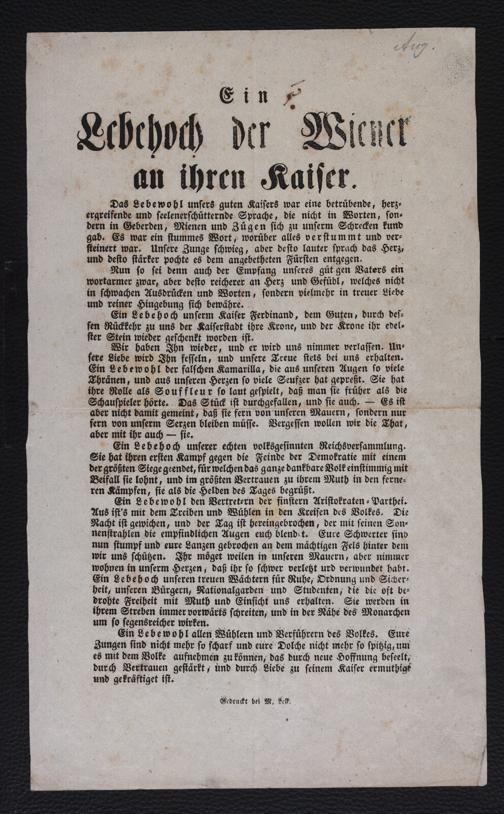 Aug.
Ein
Lebehoch der Wiener
an ihren Kaiser.
Das Lebewohl unsers guten Kaisers war eine betrübende, herz-
ergreifende und seelenerschütternde Sprache, die nicht in Worten, son-
dern in Geberden, Mienen und Zügen sich zu unserm Schrecken kund
gab. Es war ein stummes Wort, worüber alles verstummt und ver-
steinert war. Unsere Zunge schwieg, aber desto lauter sprach das Herz,
und desto stärker pochte es dem angebetheten Fürsten entgegen.
Nun so sei denn auch der Empfang unseres gütigen Vaters ein
wortarmer zwar, aber desto reicherer an Herz und Gefühl, welches nicht
in schwachen Ausdrücken und Worten, sondern vielmehr in treuer Liebe
und reiner Hingebung sich bewähre.
Ein Lebehoch unserm Kaiser Ferdinand, dem Guten, durch des-
sen Rückkehr zu uns der Kaiserstadt ihre Krone, und der Krone ihr edel-
ster Stein wieder geschenkt worden ist.
Wir haben Ihn wieder, und er wird uns nimmer verlassen. Un-
sere Liebe wird Ihn fesseln, und unsere Treue stets bei uns erhalten.
Ein Lebewohl der falschen Kamarilla, die aus unseren Augen so viele
Thränen, und aus unseren Herzen so viele Seufzer hat gepreßt. Sie hat
ihre Rolle als Souffleur so laut gespielt, daß man sie früher als die
Schauspieler hörte. Das Stück ist durchgefallen, und sie auch. — Es ist
aber nicht damit gemeint, daß sie fern von unseren Mauern, sondern nur
fern von unserm Herzen bleiben müsse. Vergessen wollen wir die That,
aber mit ihr auch — sie.
Ein Lebehoch unserer echten volksgesinnten Reichsversammlung.
Sie hat ihren ersten Kampf gegen die Feinde der Demokratie mit einem
der größten Siege geendet, für welchen das ganze dankbare Volk einstimmig mit
Beifall sie lohnt, und im größten Vertrauen zu ihrem Muth in den ferne-
ren Kämpfen, sie als die Helden des Tages begrüßt.
Ein Lebewohl den Vertretern der finstern Aristokraten-Parthei.
Aus ist's mit dem Treiben und Wühlen in den Kreisen des Volkes. Die
Nacht ist gewichen, und der Tag ist hereingebrochen, der mit seinen Son-
nenstrahlen die empfindlichen Augen euch blendet. Eure Schwerter sind
nun stumpf und eure Lanzen gebrochen an dem mächtigen Fels hinter dem
wir uns schützen. Ihr möget weilen in unseren Mauern, aber nimmer
wohnen in unserm Herzen, daß ihr so schwer verletzt und verwundet habt.
Ein Lebehoch unseren treuen Wächtern für Ruhe, Ordnung und Sicher-
heit, unseren Bürgern, Nationalgarden und Studenten, die die oft be-
drohte Freiheit mit Muth und Einsicht uns erhalten. Sie werden in
ihrem Streben immer vorwärts schreiten, und in der Nähe des Monarchen
um so segensreicher wirken.
Ein Lebewohl allen Wühlern und Verführern des Volkes. Eure
Zungen sind nicht mehr so scharf und eure Dolche nicht mehr so spitzig, um
es mit dem Volke aufnehmen zu können, das durch neue Hoffnung beseelt,
durch Vertrauen gestärkt, und durch Liebe zu seinem Kaiser ermuthigt
und gekräftiget ist.
Gedruckt bei M. Lell.